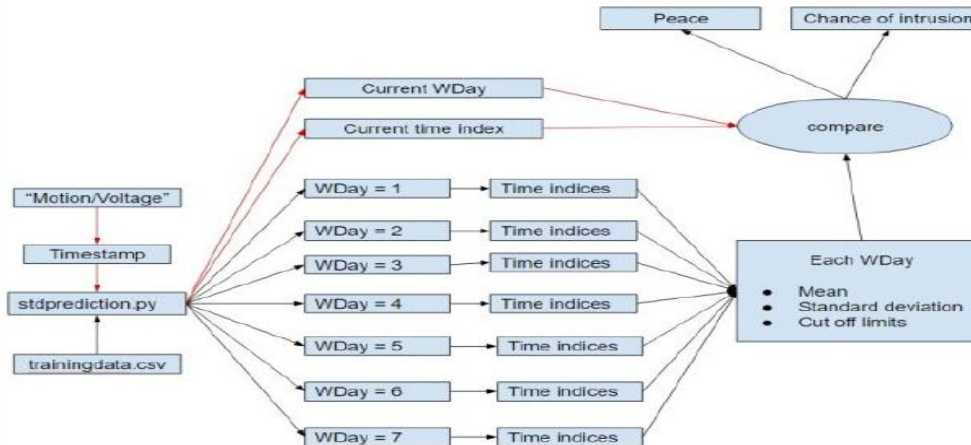 Peace
Chance of intrusion
Current WDay
Current time index
compare
"Motion/Voltage"
Timestamp
stdprediction.py
trainingdata.csv
WDay = 1
Time indices
WDay = 2
Time indices
WDay = 3
Time indices
WDay = 4
Time indices
WDay = 5
Time indices
WDay = 6
Time indices
WDay = 7
Time indices
Each WDay
Mean
Standard deviation
Cut off limits